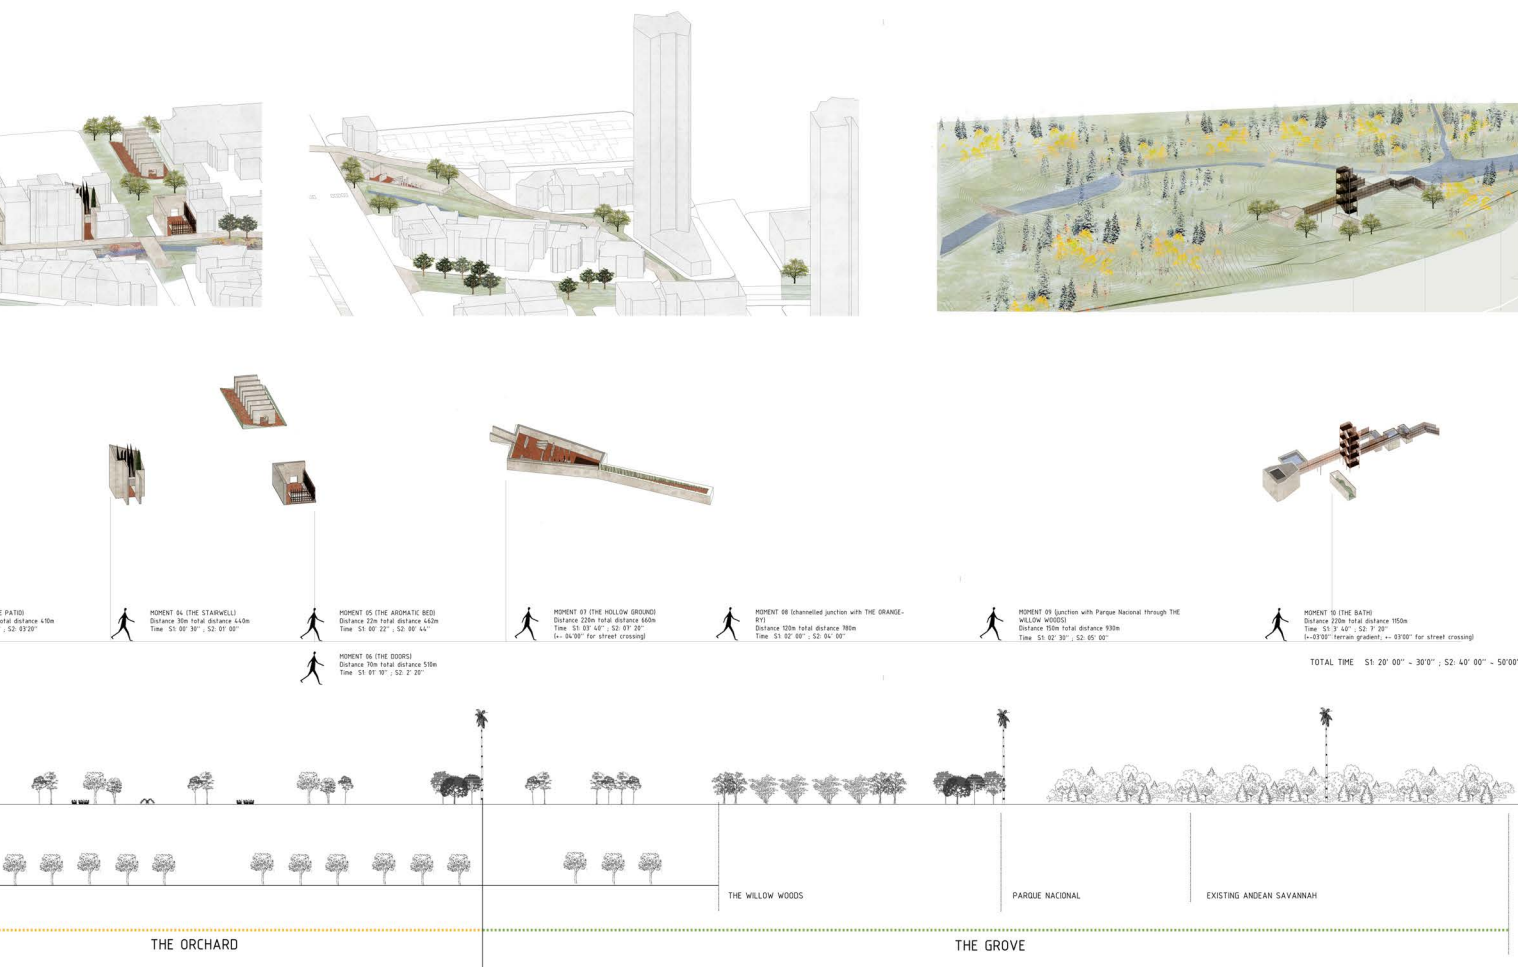 E PATIO)
total distance 410m
; S2: 03'20''
MOMENT 04 (THE STAIRWELL)
Distance 30m total distance 440m
Time S1: 00' 30'' ; S2: 01' 00''
MOMENT 05 (THE AROMATIC BED)
Distance 22m total distance 462m
Time S1: 00' 22'' ; S2: 00' 44''
MOMENT 07 (THE HOLLOW GROUND)
Distance 220m total distance 660m
Time S1: 03' 40'' ; S2: 07' 20''
(+- 04'00'' for street crossing)
MOMENT 08 (channelled junction with THE ORANGE-
RY)
Distance 120m total distance 780m
Time S1: 02' 00'' ; S2: 04' 00''
MOMENT 09 (junction with Parque Nacional through THE
WILLOW WOODS)
Distance 150m total distance 930m
Time S1: 02' 30'' ; S2: 05' 00''
MOMENT 10 (THE BATH)
Distance 220m total distance 1150m
Time S1: 3' 40'' ; S2: 7' 20''
(+-03'00'' terrain gradent; +- 03'00'' for street crossing)
MOMENT 06 (THE DOORS)
Distance 70m total distance 510m
Time S1: 01' 10'' ; S2: 2' 20''
TOTAL TIME S1: 20' 00'' - 30'0'' ; S2: 40' 00'' - 50'00'
THE WILLOW WOODS
PARQUE NACIONAL
EXISTING ANDEAN SAVANNAH
THE ORCHARD
THE GROVE